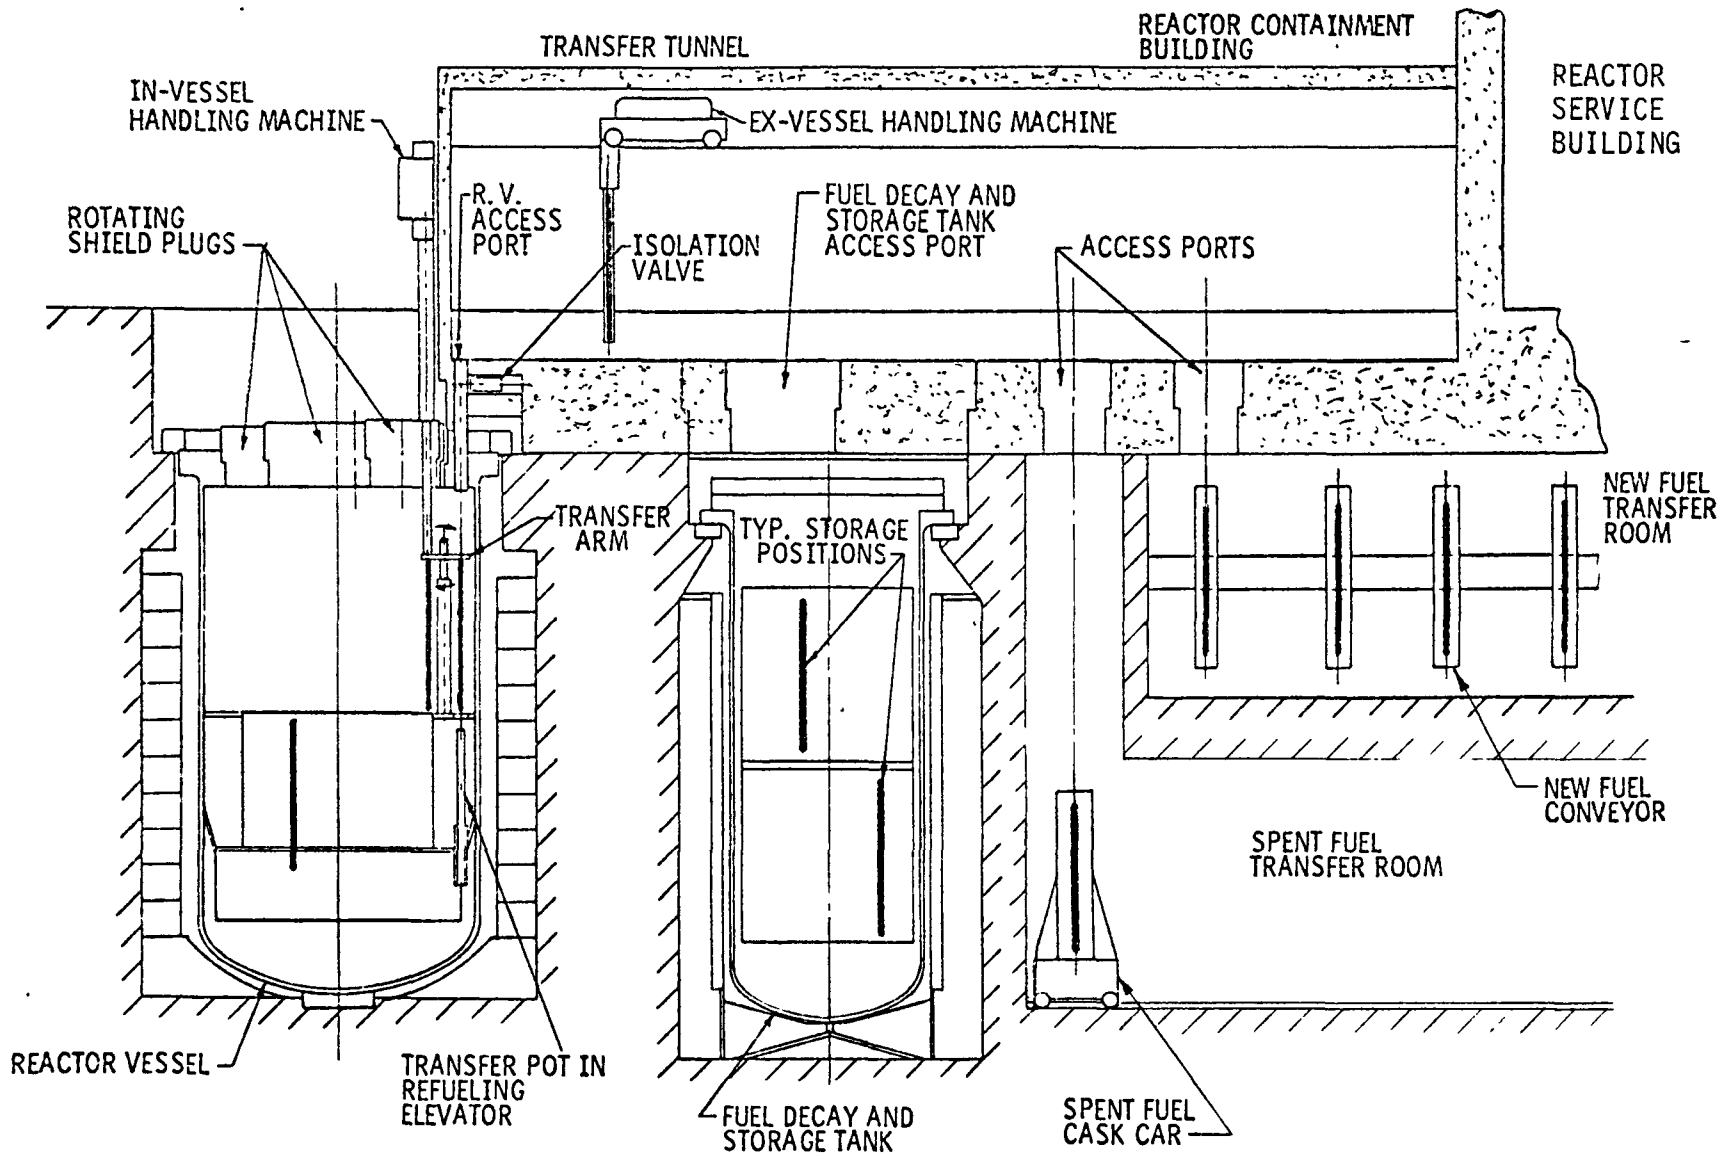 TRANSFER TUNNEL
REACTOR CONTAINMENT
BUILDING
REACTOR
SERVICE
BUILDING
IN-VESSEL
HANDLING MACHINE
EX-VESSEL HANDLING MACHINE
ROTATING
SHIELD PLUGS
R. V.
ACCESS
PORT
ISOLATION
VALVE
FUEL DECAY AND
STORAGE TANK
ACCESS PORT
ACCESS PORTS
TRANSFER
ARM
TYP. STORAGE
POSITIONS
NEW FUEL
TRANSFER
ROOM
NEW FUEL
CONVEYOR
SPENT FUEL
TRANSFER ROOM
REACTOR VESSEL
TRANSFER POT IN
REFUELING
ELEVATOR
FUEL DECAY AND
STORAGE TANK
SPENT FUEL
CASK CAR